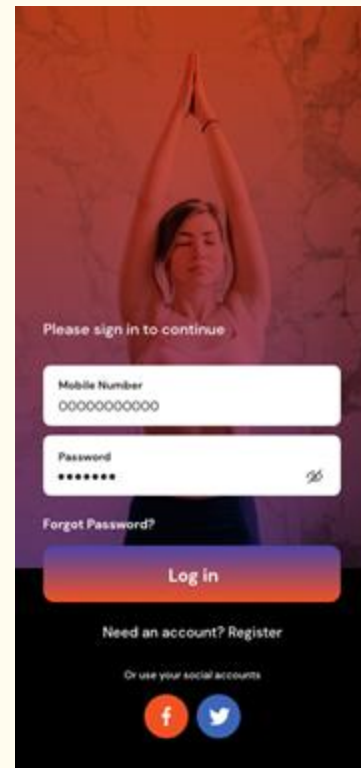 Please sign in to continue
Mobile Number
00000000000
Password
•••••••
Forgot Password?
Log in
Need an account? Register
Or use your social accounts
f